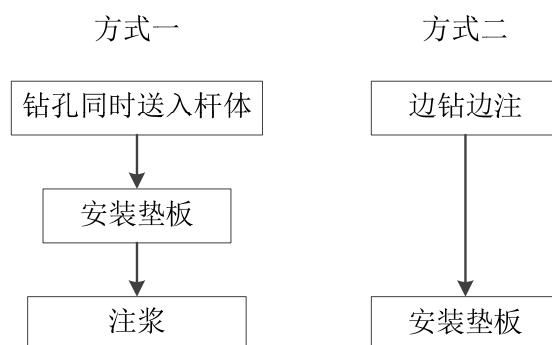 方式一
钻孔同时送入杆体
安装垫板
注浆
方式二
边钻边注
安装垫板